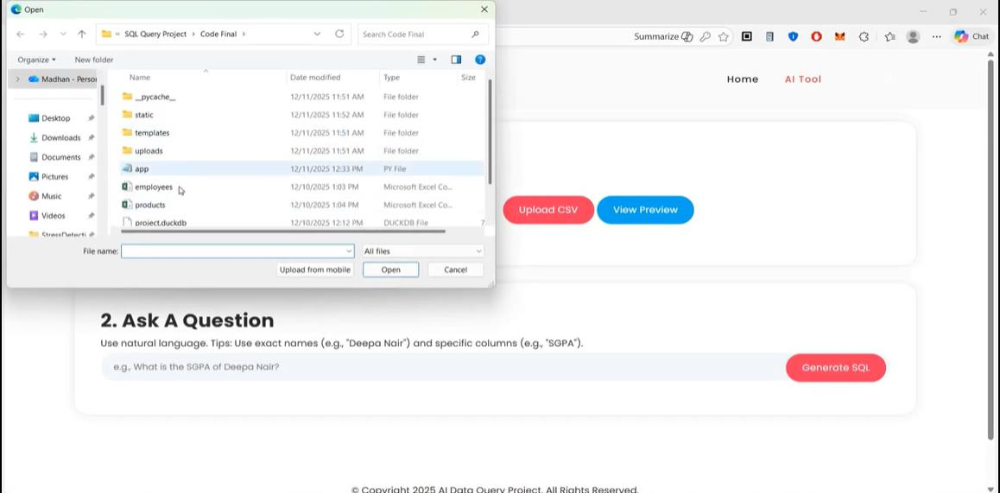 Open
SQL Query Project > Code Final >
Search Code Final
Organize
New folder
Madhan - Person
Desktop
Downloads
Documents
Pictures
Music
Videos
StressDetecti
Name Date modified Type Size
__pycache__ 12/11/2025 11:51 AM File folder
static 12/11/2025 11:52 AM File folder
templates 12/11/2025 11:51 AM File folder
uploads 12/11/2025 11:51 AM File folder
app 12/11/2025 12:33 PM PY File
employees 12/10/2025 1:03 PM Microsoft Excel Co...
products 12/10/2025 1:04 PM Microsoft Excel Co...
project.duckdb 12/10/2025 12:12 PM DUCKDB File 7
File name:
All files
Upload from mobile
Open
Cancel
Summarize
Chat
Home
AI Tool
Upload CSV
View Preview
2. Ask A Question
Use natural language. Tips: Use exact names (e.g., "Deepa Nair") and specific columns (e.g., "SGPA").
e.g., What is the SGPA of Deepa Nair?
Generate SQL
© Copyright 2025 AI Data Query Project. All Rights Reserved.